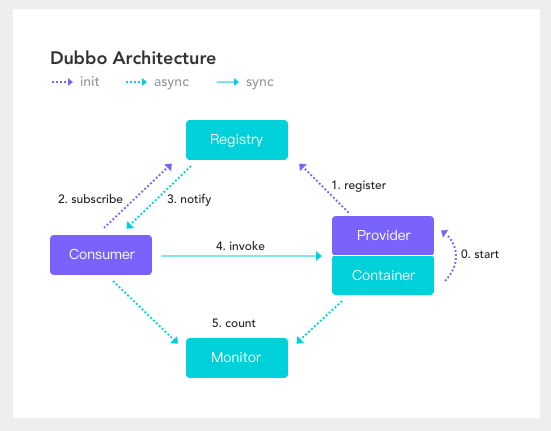 Dubbo Architecture
init async sync
Registry
1. register
2. subscribe 3. notify
Provider
4. invoke
Consumer
0. start
Container
5. count
Monitor